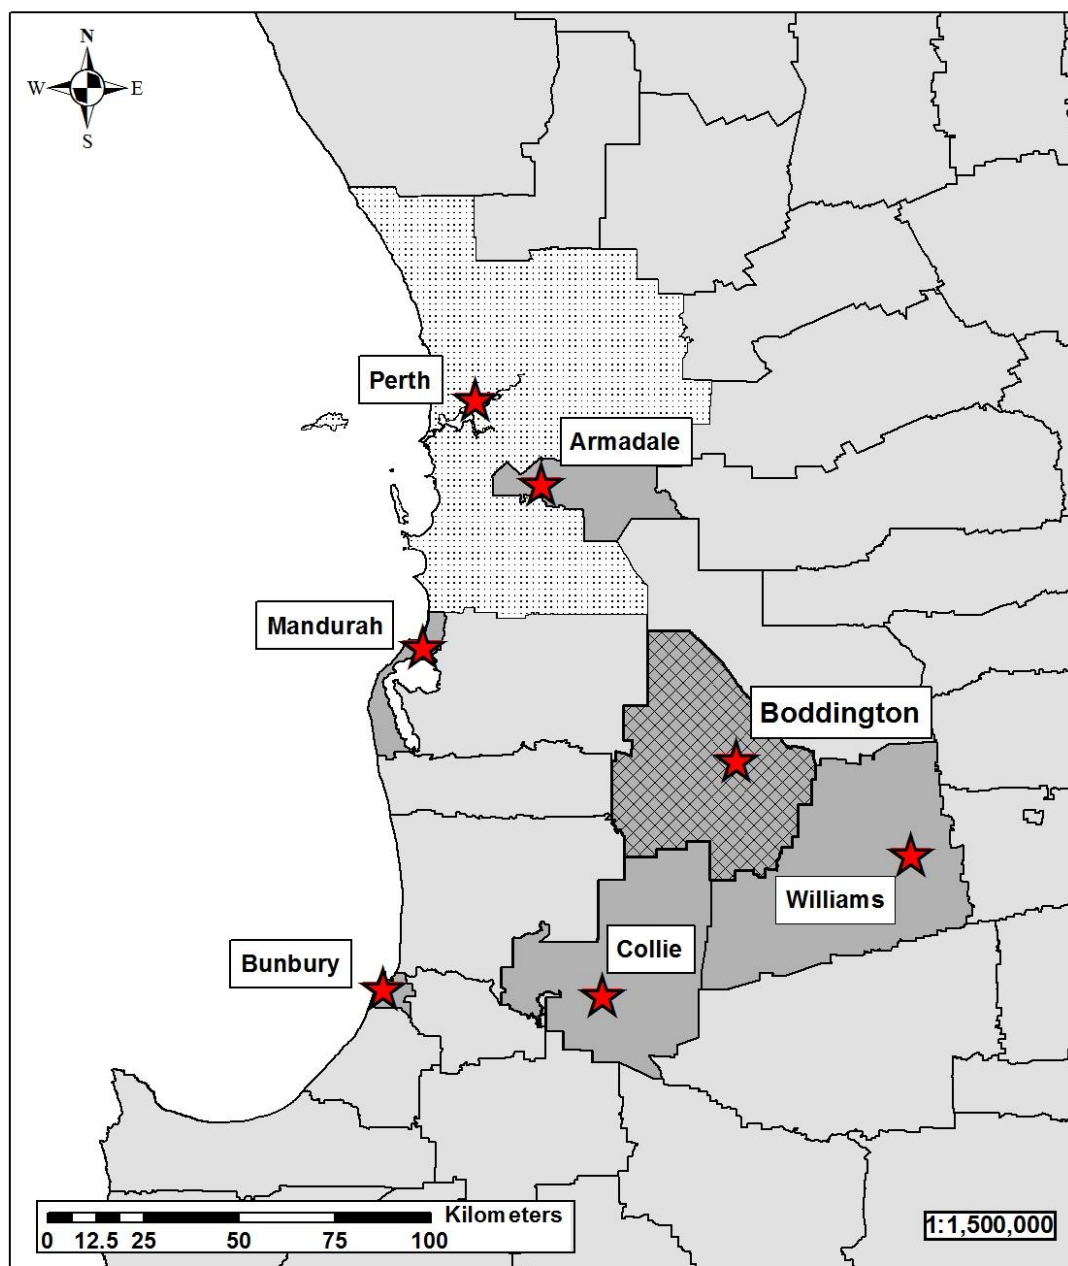 N
W E
S
Perth
Armadale
Mandurah
Boddington
Williams
Collie
Bunbury
Kilometers
0 12.5 25 50 75 100
1:1,500,000